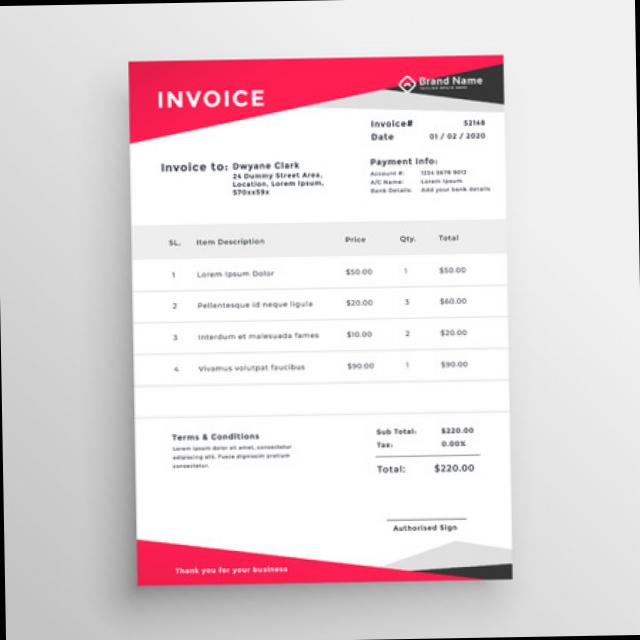 INVOICE
Brand Name
Invoice# 52148
Date 01 / 02 / 2020
Invoice to: Dwyane Clark
24 Dummy Street Area,
Location, Lorem Ipsum,
570xx59x
Payment Info:
Account #: 1234 5678 9012
A/C Name: Lorem Ipsum
Bank Details: Add your bank details
SL. Item Description Price Qty. Total
1 Lorem Ipsum Dolor $50.00 1 $50.00
2 Pellentesque id neque ligula $20.00 3 $60.00
3 Interdum et malesuada fames $10.00 2 $20.00
4 Vivamus volutpat faucibus $90.00 1 $90.00
Sub Total: $220.00
Tax: 0.00%
Total: $220.00
Terms & Conditions
Lorem ipsum dolor sit amet, consectetur
adipiscing elit. Fusce dignissim pretium
consectetur.
Authorised Sign
Thank you for your business